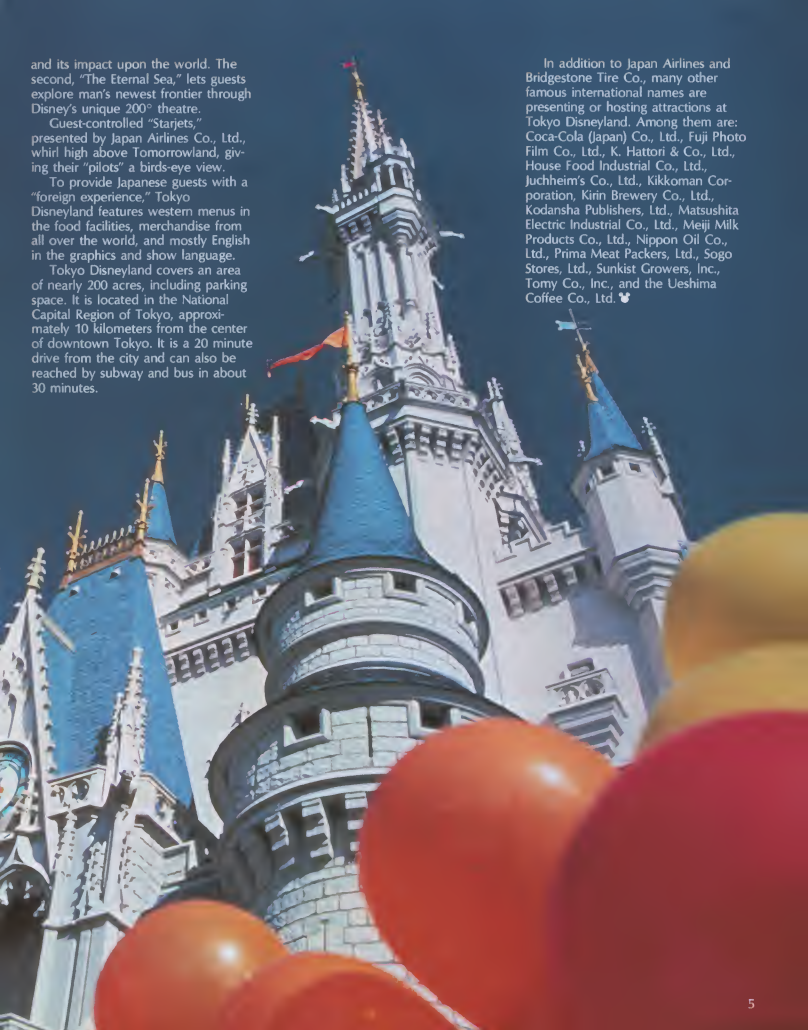 and its impact upon the world. The
second, "The Eternal Sea," lets guests
explore man's newest frontier through
Disney's unique 200° theatre.
Guest-controlled "Starjets,"
presented by Japan Airlines Co., Ltd.,
whirl high above Tomorrowland, giv-
ing their "pilots" a birds-eye view.
To provide Japanese guests with a
"foreign experience," Tokyo
Disneyland features western menus in
the food facilities, merchandise from
all over the world, and mostly English
in the graphics and show language.
Tokyo Disneyland covers an area
of nearly 200 acres, including parking
space. It is located in the National
Capital Region of Tokyo, approxi-
mately 10 kilometers from the center
of downtown Tokyo. It is a 20 minute
drive from the city and can also be
reached by subway and bus in about
30 minutes.
In addition to Japan Airlines and
Bridgestone Tire Co., many other
famous international names are
presenting or hosting attractions at
Tokyo Disneyland. Among them are:
Coca-Cola (Japan) Co., Ltd., Fuji Photo
Film Co., Ltd., K. Hattori & Co., Ltd.,
House Food Industrial Co., Ltd.,
Juchheim's Co., Ltd., Kikkoman Cor-
poration, Kirin Brewery Co., Ltd.,
Kodansha Publishers, Ltd., Matsushita
Electric Industrial Co., Ltd., Meiji Milk
Products Co., Ltd., Nippon Oil Co.,
Ltd., Prima Meat Packers, Ltd., Sogo
Stores, Ltd., Sunkist Growers, Inc.,
Tomy Co., Inc., and the Ueshima
Coffee Co., Ltd.
5